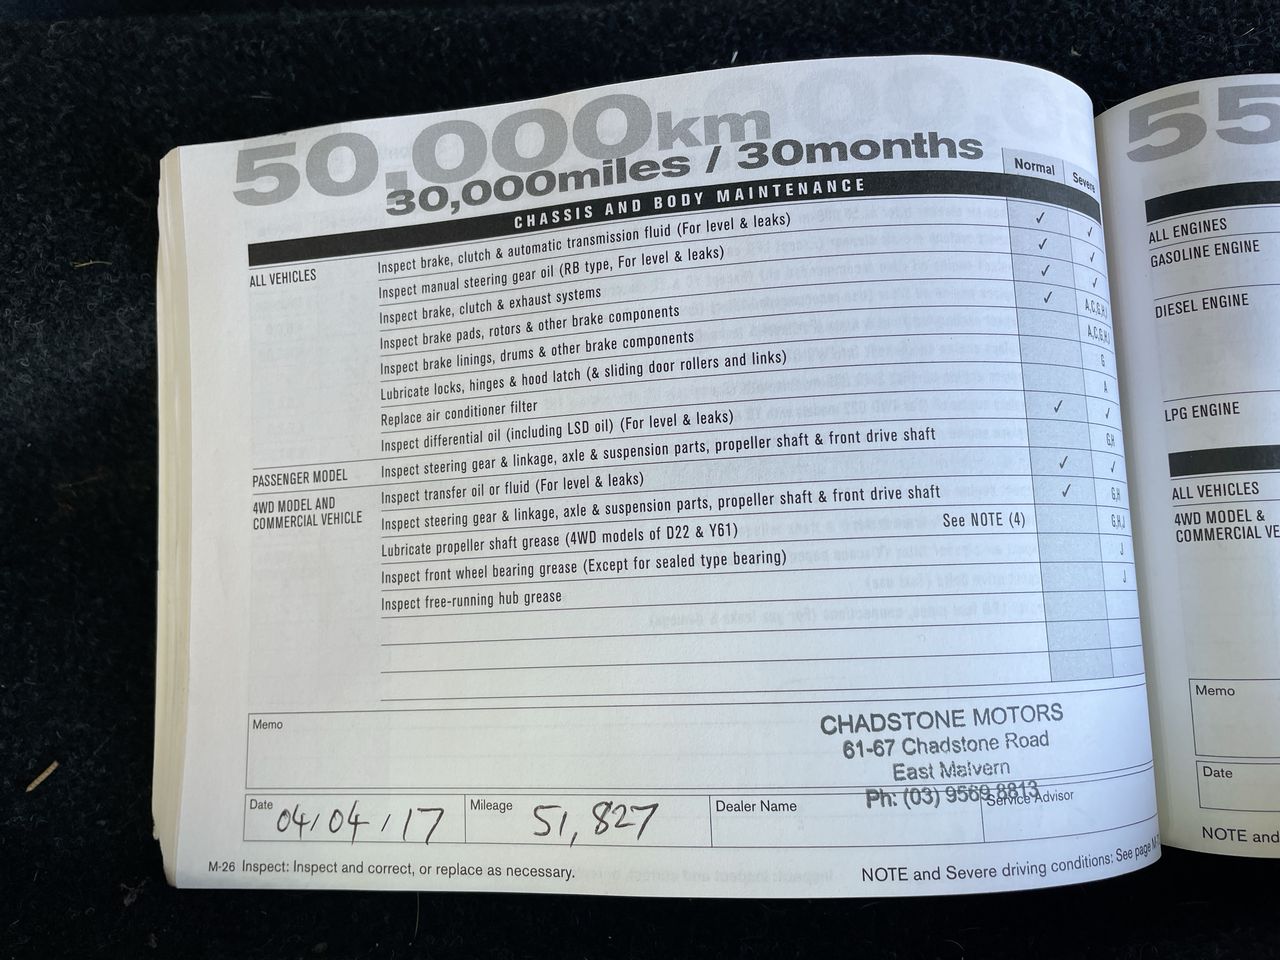 50,000km
30,000miles / 30months
Normal Severe
CHASSIS AND BODY MAINTENANCE
ALL VEHICLES Inspect brake, clutch & automatic transmission fluid (For level & leaks) ✓ ✓
Inspect manual steering gear oil (RB type, For level & leaks) ✓ ✓
Inspect brake, clutch & exhaust systems ✓ ✓
Inspect brake pads, rotors & other brake components ✓ A,C,G,H,
Inspect brake linings, drums & other brake components A,C,G,H,
Lubricate locks, hinges & hood latch (& sliding door rollers and links) G
Replace air conditioner filter A
Inspect differential oil (including LSD oil) (For level & leaks) ✓ ✓
PASSENGER MODEL Inspect steering gear & linkage, axle & suspension parts, propeller shaft & front drive shaft G,H
4WD MODEL AND Inspect transfer oil or fluid (For level & leaks) ✓ ✓
COMMERCIAL VEHICLE Inspect steering gear & linkage, axle & suspension parts, propeller shaft & front drive shaft ✓ G,H
Lubricate propeller shaft grease (4WD models of D22 & Y61) See NOTE (4) G,H,J
Inspect front wheel bearing grease (Except for sealed type bearing) J
Inspect free-running hub grease J
Memo
CHADSTONE MOTORS
61-67 Chadstone Road
East Malvern
Ph: (03) 9569 8813
Date 04/04/17 Mileage 51,827 Dealer Name Service Advisor
M-26 Inspect: Inspect and correct, or replace as necessary.
NOTE and Severe driving conditions: See page
55
ALL ENGINES
GASOLINE ENGINE
DIESEL ENGINE
LPG ENGINE
ALL VEHICLES
4WD MODEL &
COMMERCIAL VE
Memo
Date
NOTE and